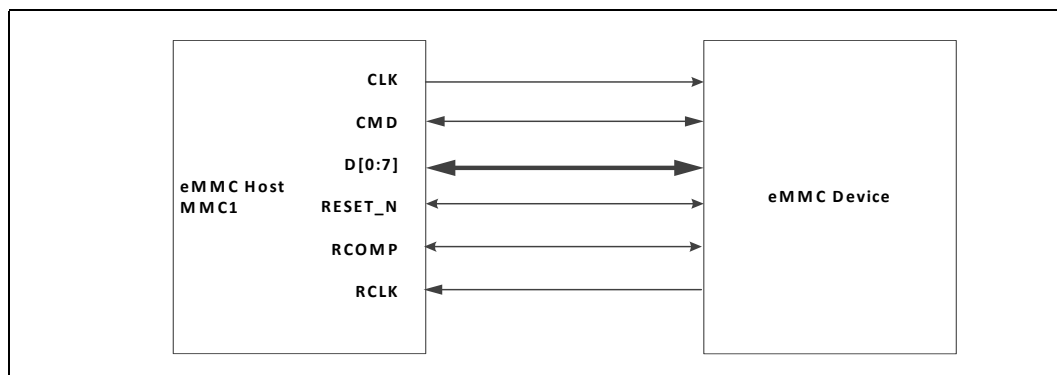 CLK
CMD
D[0:7]
eMMC Host
MMC1
RESET_N
eMMC Device
RCOMP
RCLK